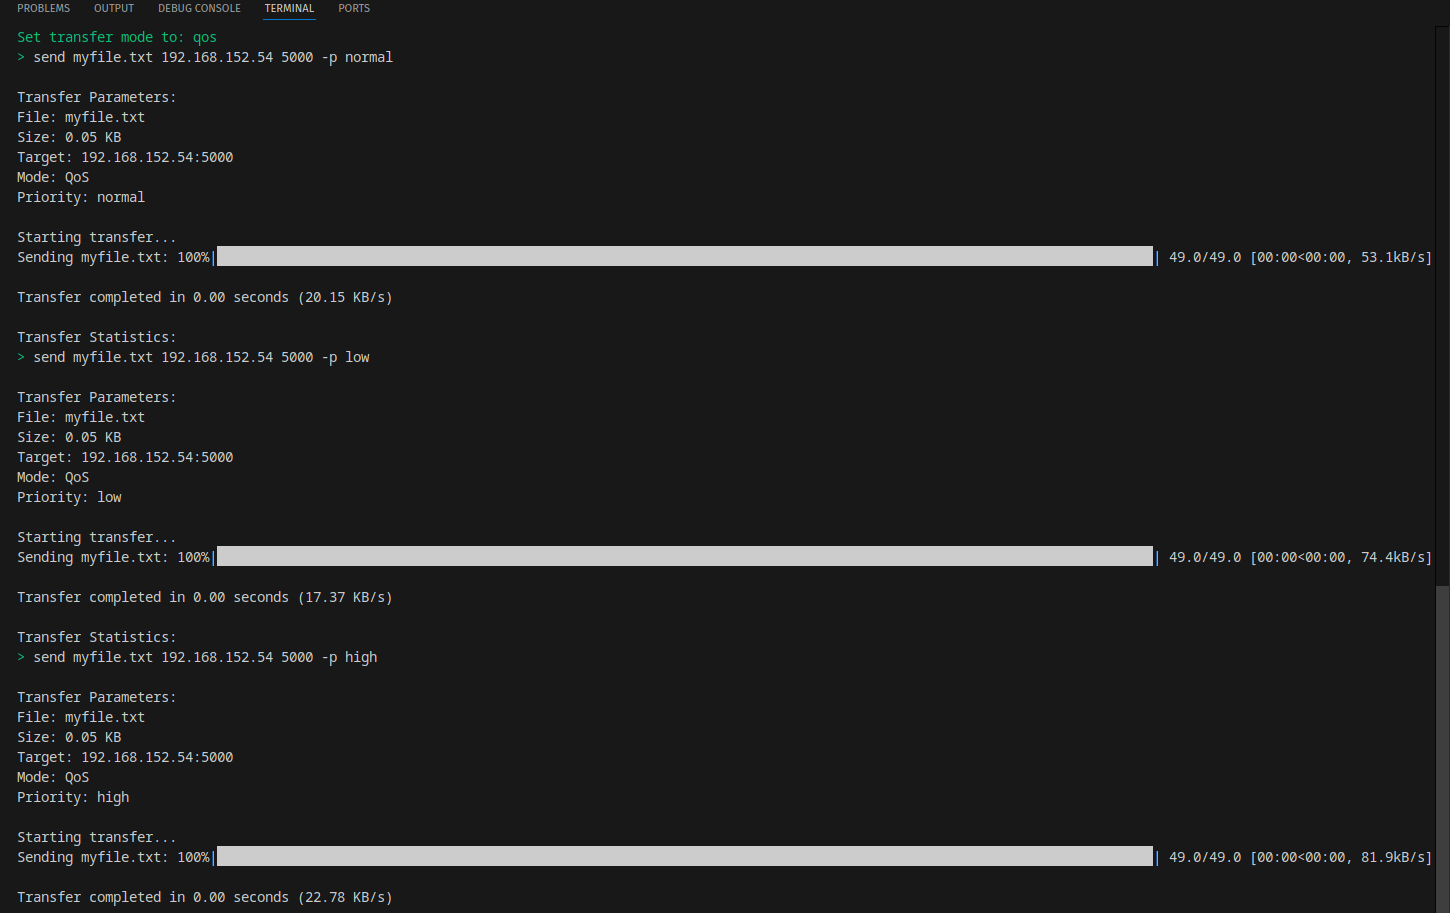 PROBLEMS OUTPUT DEBUG CONSOLE TERMINAL PORTS
Set transfer mode to: qos
> send myfile.txt 192.168.152.54 5000 -p normal
Transfer Parameters:
File: myfile.txt
Size: 0.05 KB
Target: 192.168.152.54:5000
Mode: QoS
Priority: normal
Starting transfer...
Sending myfile.txt: 100%| | 49.0/49.0 [00:00<00:00, 53.1kB/s]
Transfer completed in 0.00 seconds (20.15 KB/s)
Transfer Statistics:
> send myfile.txt 192.168.152.54 5000 -p low
Transfer Parameters:
File: myfile.txt
Size: 0.05 KB
Target: 192.168.152.54:5000
Mode: QoS
Priority: low
Starting transfer...
Sending myfile.txt: 100%| | 49.0/49.0 [00:00<00:00, 74.4kB/s]
Transfer completed in 0.00 seconds (17.37 KB/s)
Transfer Statistics:
> send myfile.txt 192.168.152.54 5000 -p high
Transfer Parameters:
File: myfile.txt
Size: 0.05 KB
Target: 192.168.152.54:5000
Mode: QoS
Priority: high
Starting transfer...
Sending myfile.txt: 100%| | 49.0/49.0 [00:00<00:00, 81.9kB/s]
Transfer completed in 0.00 seconds (22.78 KB/s)